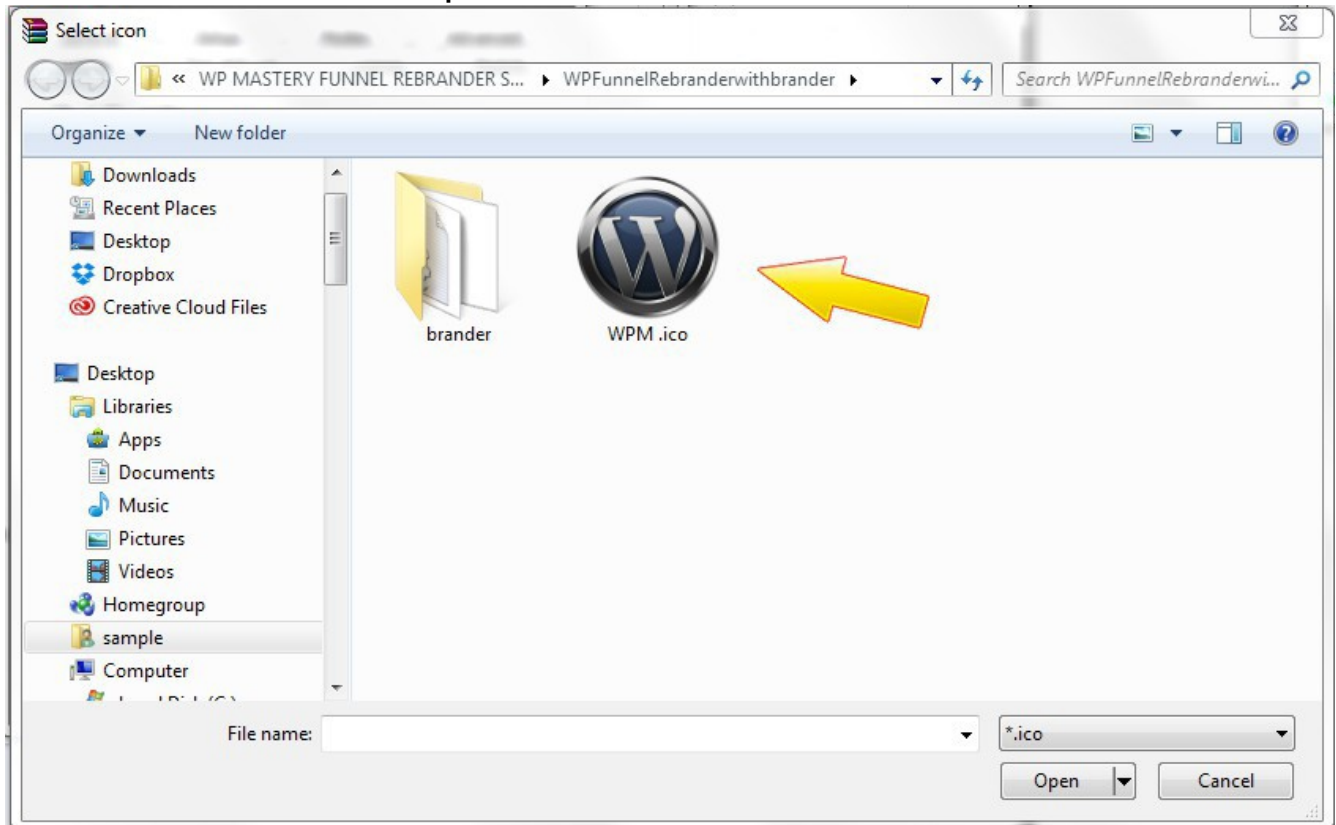 Select icon
« WP MASTERY FUNNEL REBRANDER S... WPFunnelRebranderwithbrander
Search WPFunnelRebranderwi...
Organize New folder
Downloads
Recent Places
Desktop
Dropbox
Creative Cloud Files
brander
WPM .ico
Desktop
Libraries
Apps
Documents
Music
Pictures
Videos
Homegroup
sample
Computer
File name:
*.ico
Open
Cancel